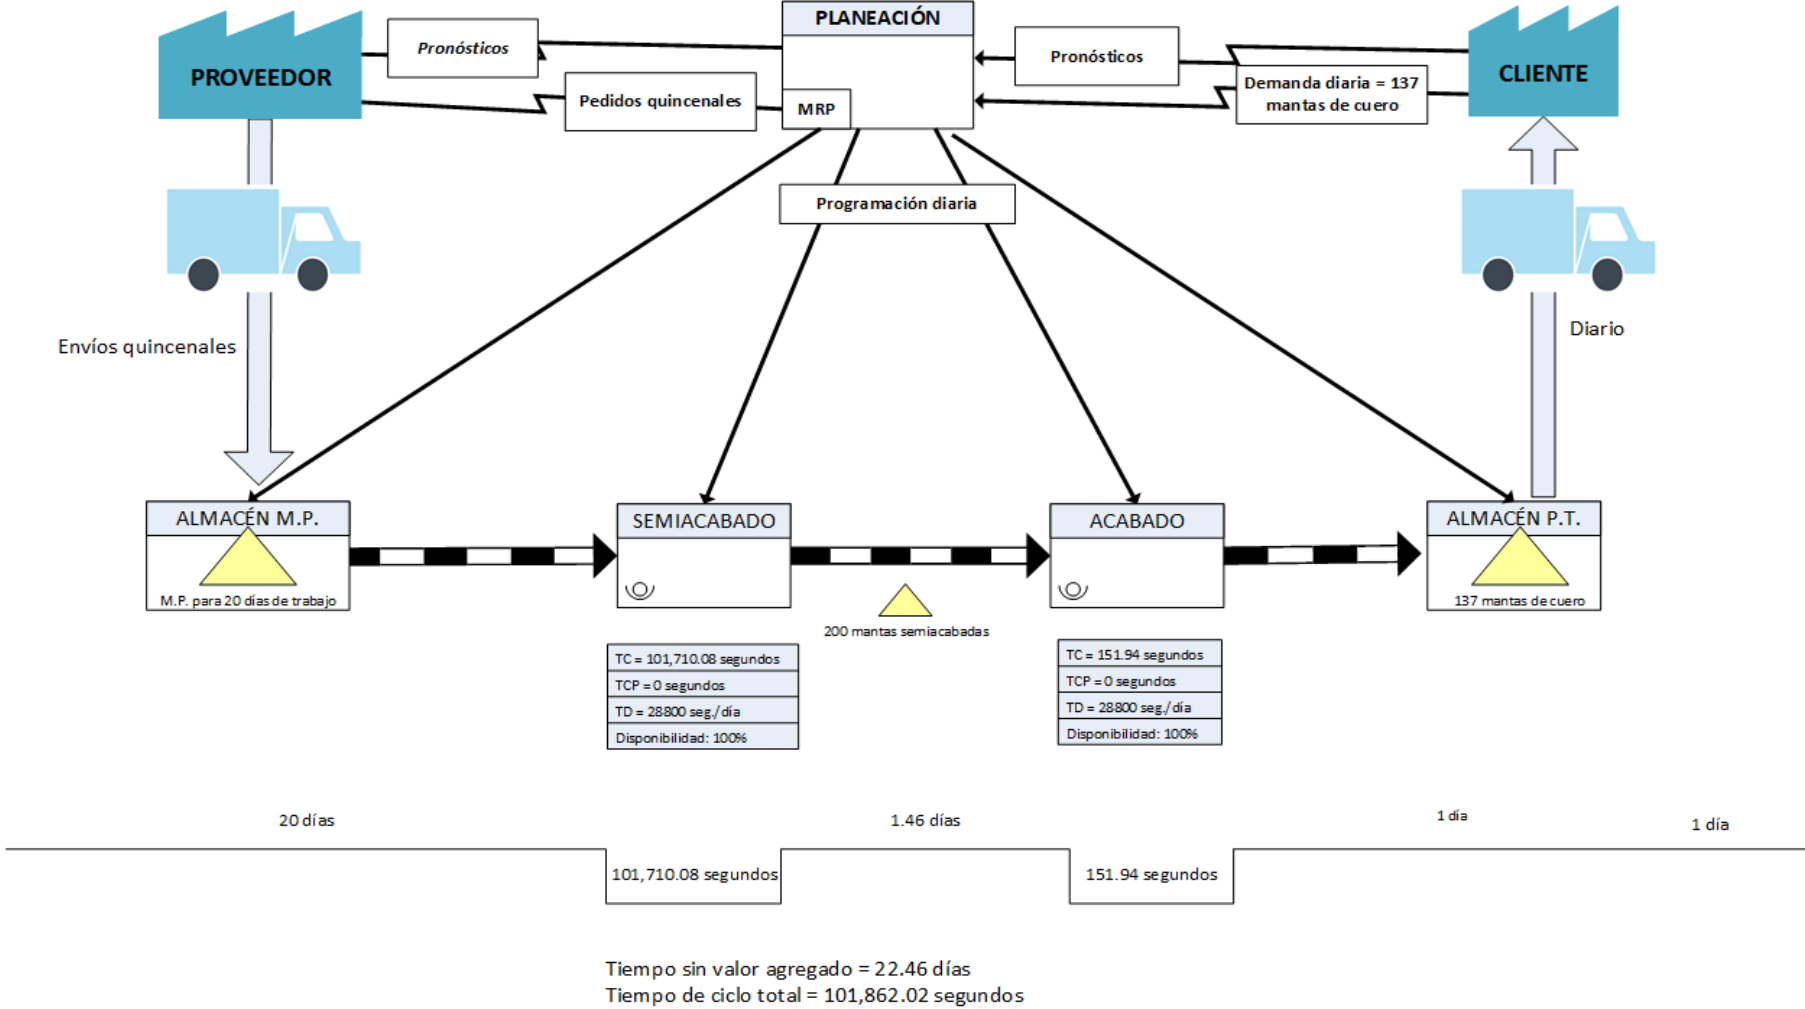 PLANEACIÓN
Pronósticos
Pronósticos
PROVEEDOR
CLIENTE
Pedidos quincenales
MRP
Demanda diaria = 137
mantas de cuero
Programación diaria
Envíos quincenales
Diario
ALMACÉN M.P.
M.P. para 20 días de trabajo
SEMIACABADO
200 mantas semiacabadas
ACABADO
ALMACÉN P.T.
137 mantas de cuero
TC = 101,710.08 segundos
TCP = 0 segundos
TD = 28800 seg./día
Disponibilidad: 100%
TC = 151.94 segundos
TCP = 0 segundos
TD = 28800 seg./día
Disponibilidad: 100%
20 días
1.46 días
1 día
1 día
101,710.08 segundos
151.94 segundos
Tiempo sin valor agregado = 22.46 días
Tiempo de ciclo total = 101,862.02 segundos